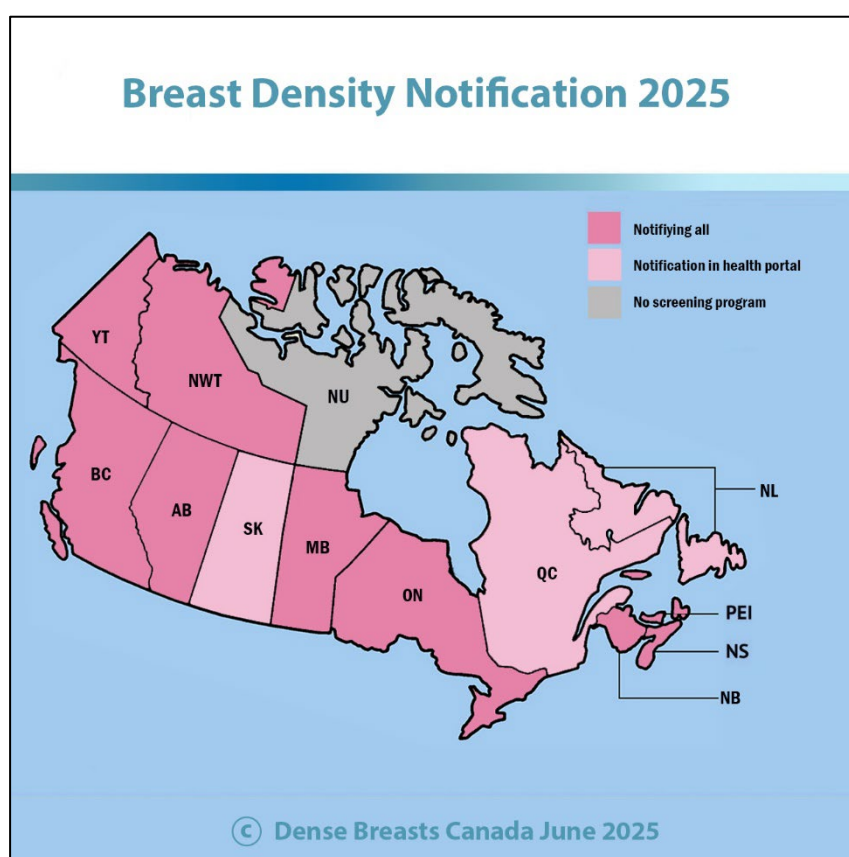 Breast Density Notification 2025
Notifiying all
Notification in health portal
No screening program
YT
NWT
NU
BC
AB
SK
MB
ON
QC
NL
PEI
NS
NB
© Dense Breasts Canada June 2025